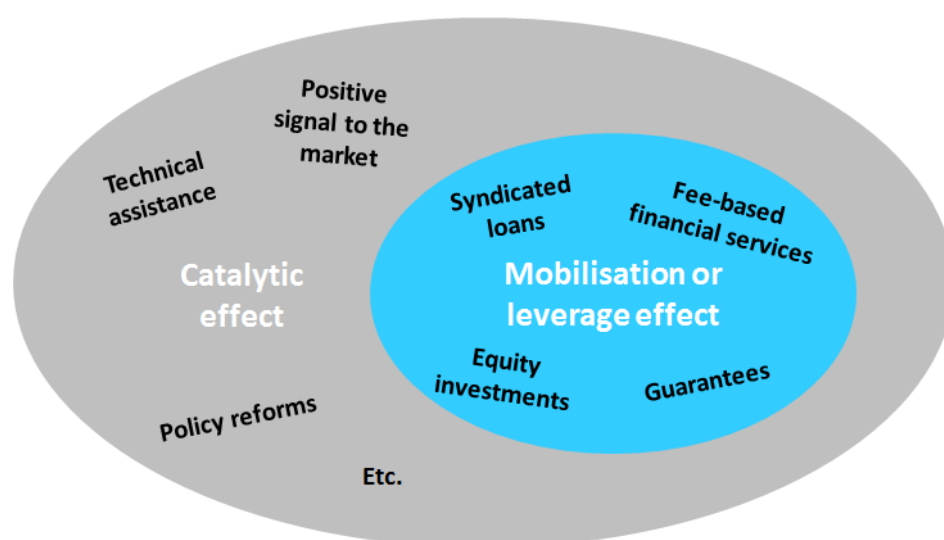 Positive
signal to the
market
Technical
assistance
Syndicated
loans
Fee-based
financial services
Catalytic
effect
Mobilisation or
leverage effect
Equity
investments
Guarantees
Policy reforms
Etc.